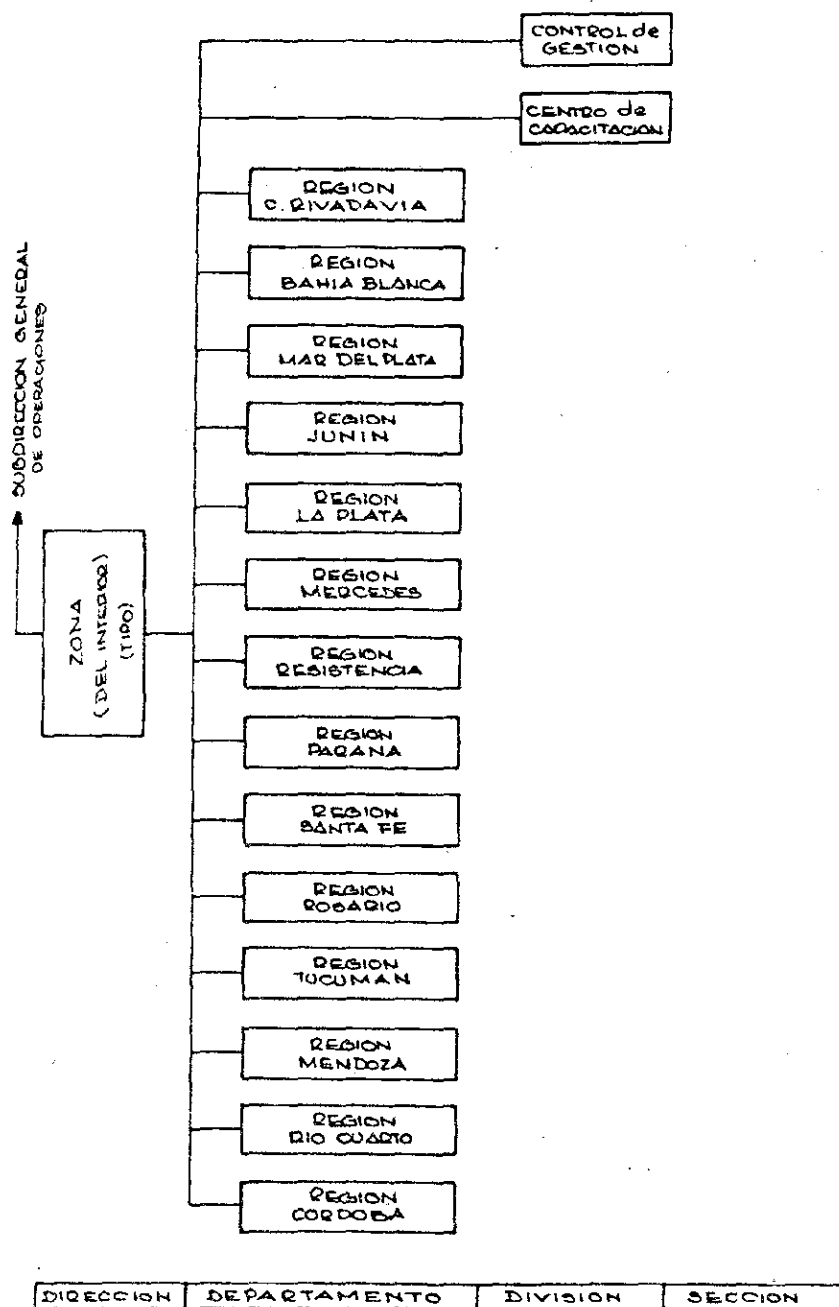 CONTROL de
GESTION
CENTRO de
CAPACITACION
REGION
C. RIVADAVIA
REGION
BAHIA BLANCA
REGION
MAR DEL PLATA
REGION
JUNIN
REGION
LA PLATA
REGION
MERCEDES
REGION
RESISTENCIA
REGION
PARANA
REGION
SANTA FE
REGION
ROSARIO
REGION
TUCUMAN
REGION
MENDOZA
REGION
RIO CUARTO
REGION
CORDOBA
SUBDIRECCION GENERAL
DE OPERACIONES
ZONA
(DEL INTERIOR)
(TIPO)
DIRECCION
DEPARTAMENTO
DIVISION
SECCION